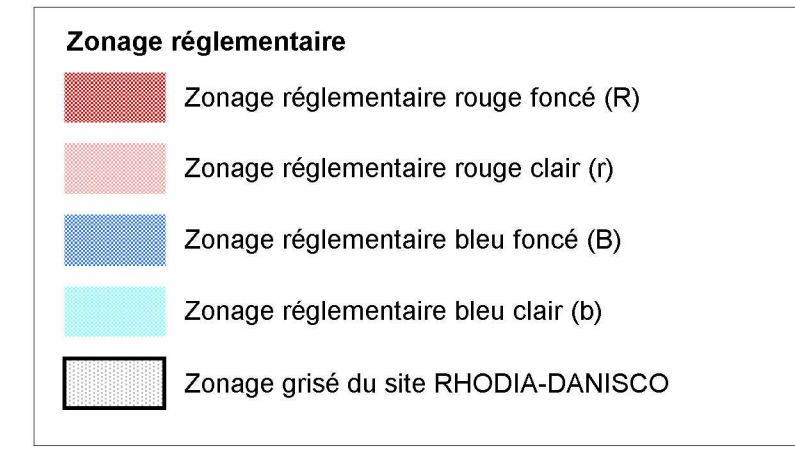 Zonage réglementaire
Zonage réglementaire rouge foncé (R)
Zonage réglementaire rouge clair (r)
Zonage réglementaire bleu foncé (B)
Zonage réglementaire bleu clair (b)
Zonage grisé du site RHODIA-DANISCO